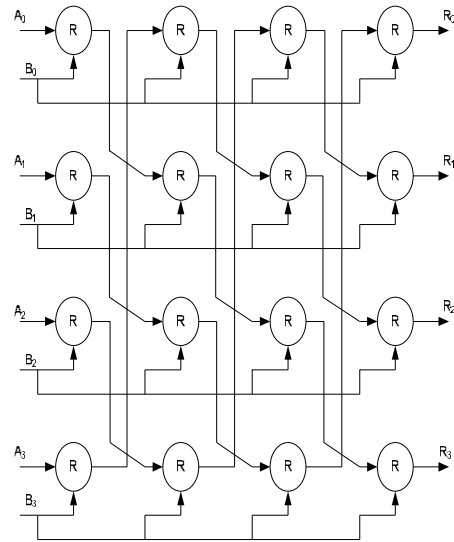 A0 R R R R R0
B0
A1 R R R R R1
B1
A2 R R R R R2
B2
A3 R R R R R3
B3